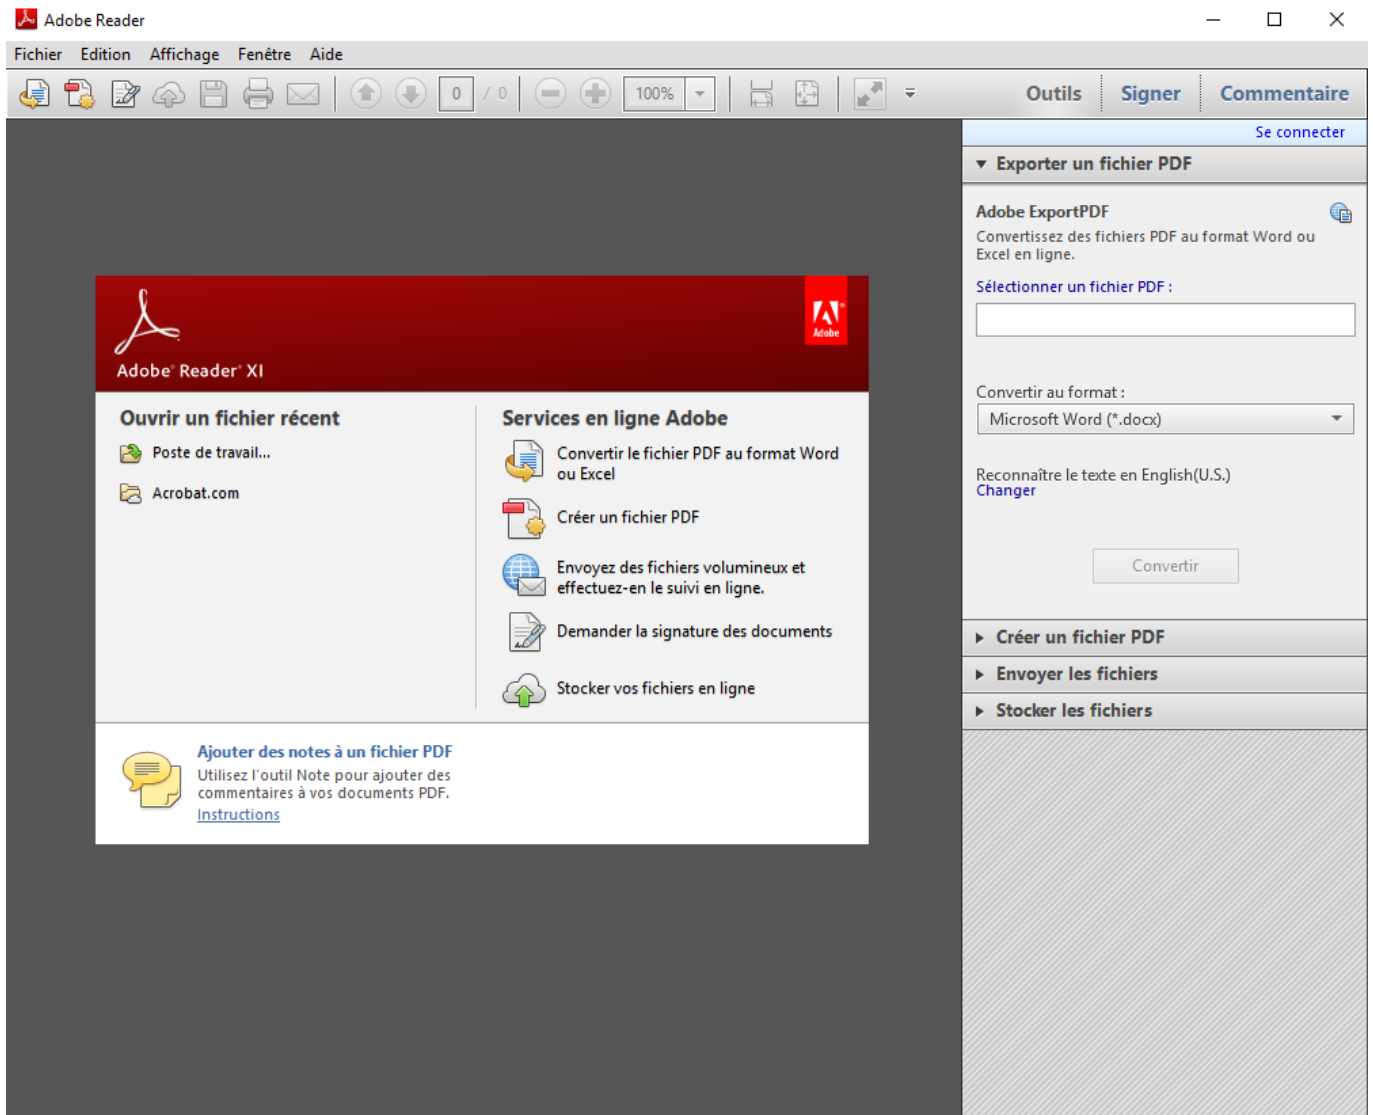 Adobe Reader
Fichier Edition Affichage Fenêtre Aide
0 / 0 100% Outils Signer Commentaire
Se connecter
Exporter un fichier PDF
Adobe ExportPDF
Convertissez des fichiers PDF au format Word ou
Excel en ligne.
Sélectionner un fichier PDF :
Convertir au format :
Microsoft Word (*.docx)
Reconnaître le texte en English(U.S.)
Changer
Convertir
Créer un fichier PDF
Envoyer les fichiers
Stocker les fichiers
Adobe
Adobe® Reader® XI
Ouvrir un fichier récent
Poste de travail...
Acrobat.com
Services en ligne Adobe
Convertir le fichier PDF au format Word
ou Excel
Créer un fichier PDF
Envoyez des fichiers volumineux et
effectuez-en le suivi en ligne.
Demander la signature des documents
Stocker vos fichiers en ligne
Ajouter des notes à un fichier PDF
Utilisez l'outil Note pour ajouter des
commentaires à vos documents PDF.
Instructions